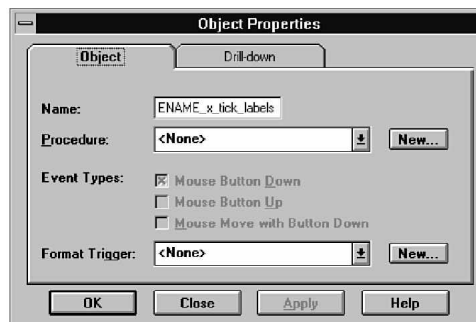 Object Properties
Object Drill-down
Name: ENAME_x_tick_labels
Procedure: <None> New...
Event Types: Mouse Button Down
Mouse Button Up
Mouse Move with Button Down
Format Trigger: <None> New...
OK Close Apply Help